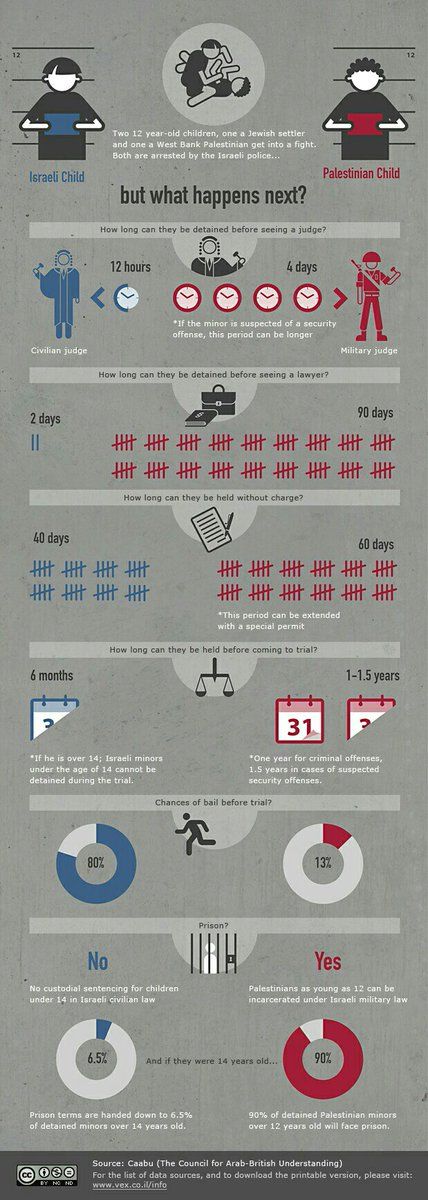 12
12
Two 12 year-old children, one a Jewish settler
and one a West Bank Palestinian get into a fight.
Both are arrested by the Israeli police...
Israeli Child
Palestinian Child
but what happens next?
How long can they be detained before seeing a judge?
12 hours
4 days
*If the minor is suspected of a security
offense, this period can be longer
Civilian judge
Military judge
How long can they be detained before seeing a lawyer?
2 days
90 days
How long can they be held without charge?
40 days
60 days
*This period can be extended
with a special permit
How long can they be held before coming to trial?
6 months
1-1.5 years
3
31
3
*If he is over 14; Israeli minors
under the age of 14 cannot be
detained during the trial.
*One year for criminal offenses,
1.5 years in cases of suspected
security offenses.
Chances of bail before trial?
80%
13%
Prison?
No
Yes
No custodial sentencing for children
under 14 in Israeli civilian law
Palestinians as young as 12 can be
incarcerated under Israeli military law
6.5%
And if they were 14 years old...
90%
Prison terms are handed down to 6.5%
of detained minors over 14 years old.
90% of detained Palestinian minors
over 12 years old will face prison.
cc
BY NC ND
Source: Caabu (The Council for Arab-British Understanding)
For the list of data sources, and to download the printable version, please visit:
www.vex.co.il/info